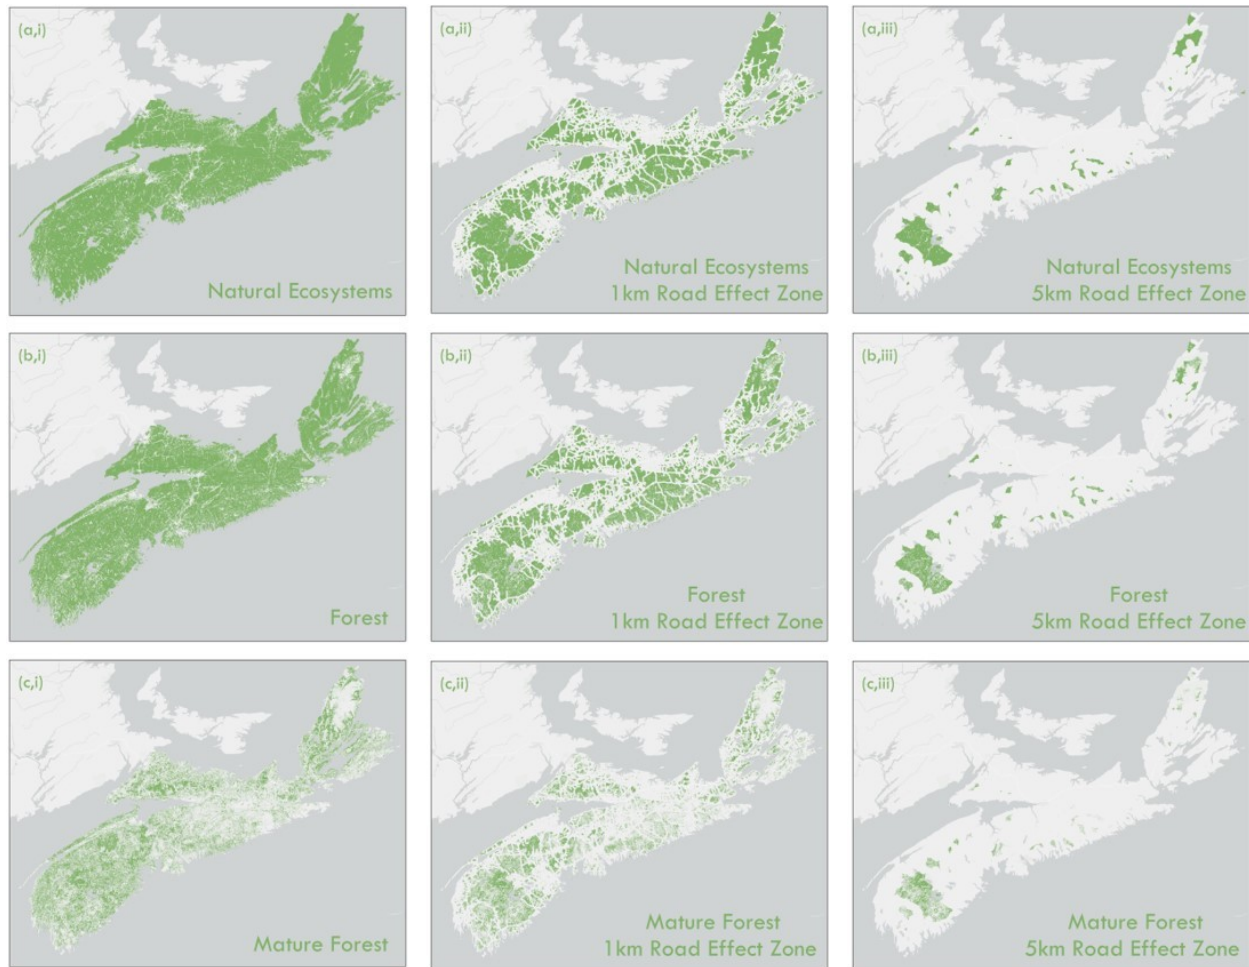 (a,i)
Natural Ecosystems
(a,ii)
Natural Ecosystems
1km Road Effect Zone
(a,iii)
Natural Ecosystems
5km Road Effect Zone
(b,i)
Forest
(b,ii)
Forest
1km Road Effect Zone
(b,iii)
Forest
5km Road Effect Zone
(c,i)
Mature Forest
(c,ii)
Mature Forest
1km Road Effect Zone
(c,iii)
Mature Forest
5km Road Effect Zone